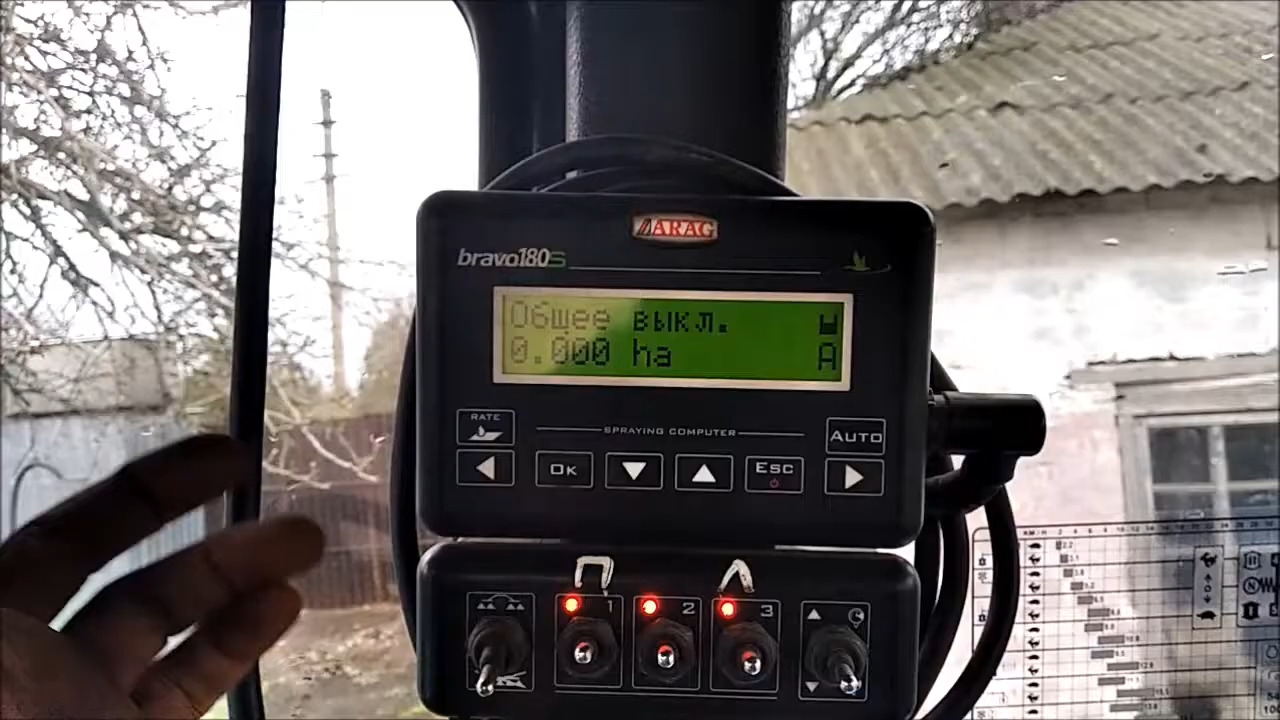 ARAG
bravo180S
Общее выкл.
0.000 ha A
RATE
SPRAYING COMPUTER
AUTO
OK
ESC
П Л
1 2 3